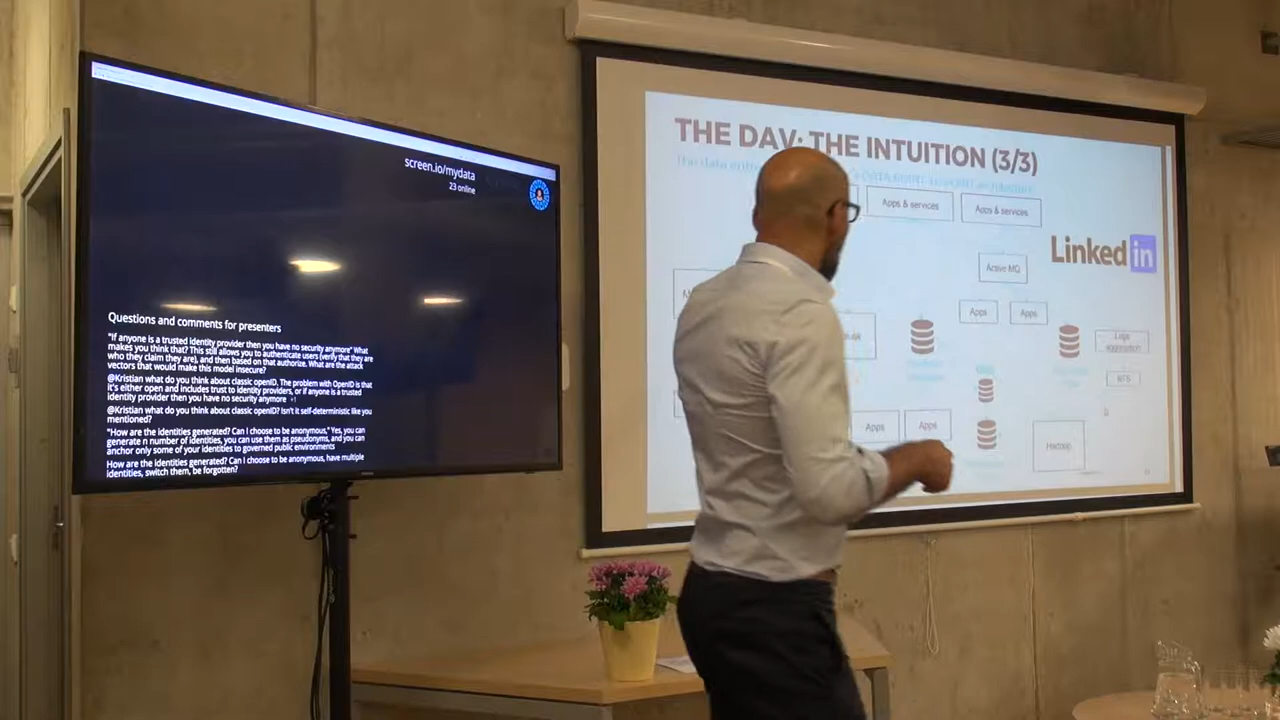 screen.io/mydata
23 online
Questions and comments for presenters
"If anyone is a trusted identity provider then you have no security anymore" What
makes you think that? This still allows you to authenticate users (verify that they are
who they claim they are), and then based on that authorize. What are the attack
vectors that would make this model insecure?
@Kristian what do you think about classic openID. The problem with OpenID is that
it's either open and includes trust to identity providers, or if anyone is a trusted
identity provider then you have no security anymore +1
@Kristian what do you think about classic openID? Isn't it self-deterministic like you
mentioned?
"How are the identities generated? Can I choose to be anonymous," Yes, you can
generate n number of identities, you can use them as pseudonyms, and you can
anchor only some of your identities to governed public environments
How are the identities generated? Can I choose to be anonymous, have multiple
identities, switch them, be forgotten?
THE DAV: THE INTUITION (3/3)
The data
Apps & services
Apps & services
LinkedIn
Active MQ
Apps
Apps
Logs
aggregation
NFS
Apps
Apps
Hadoop